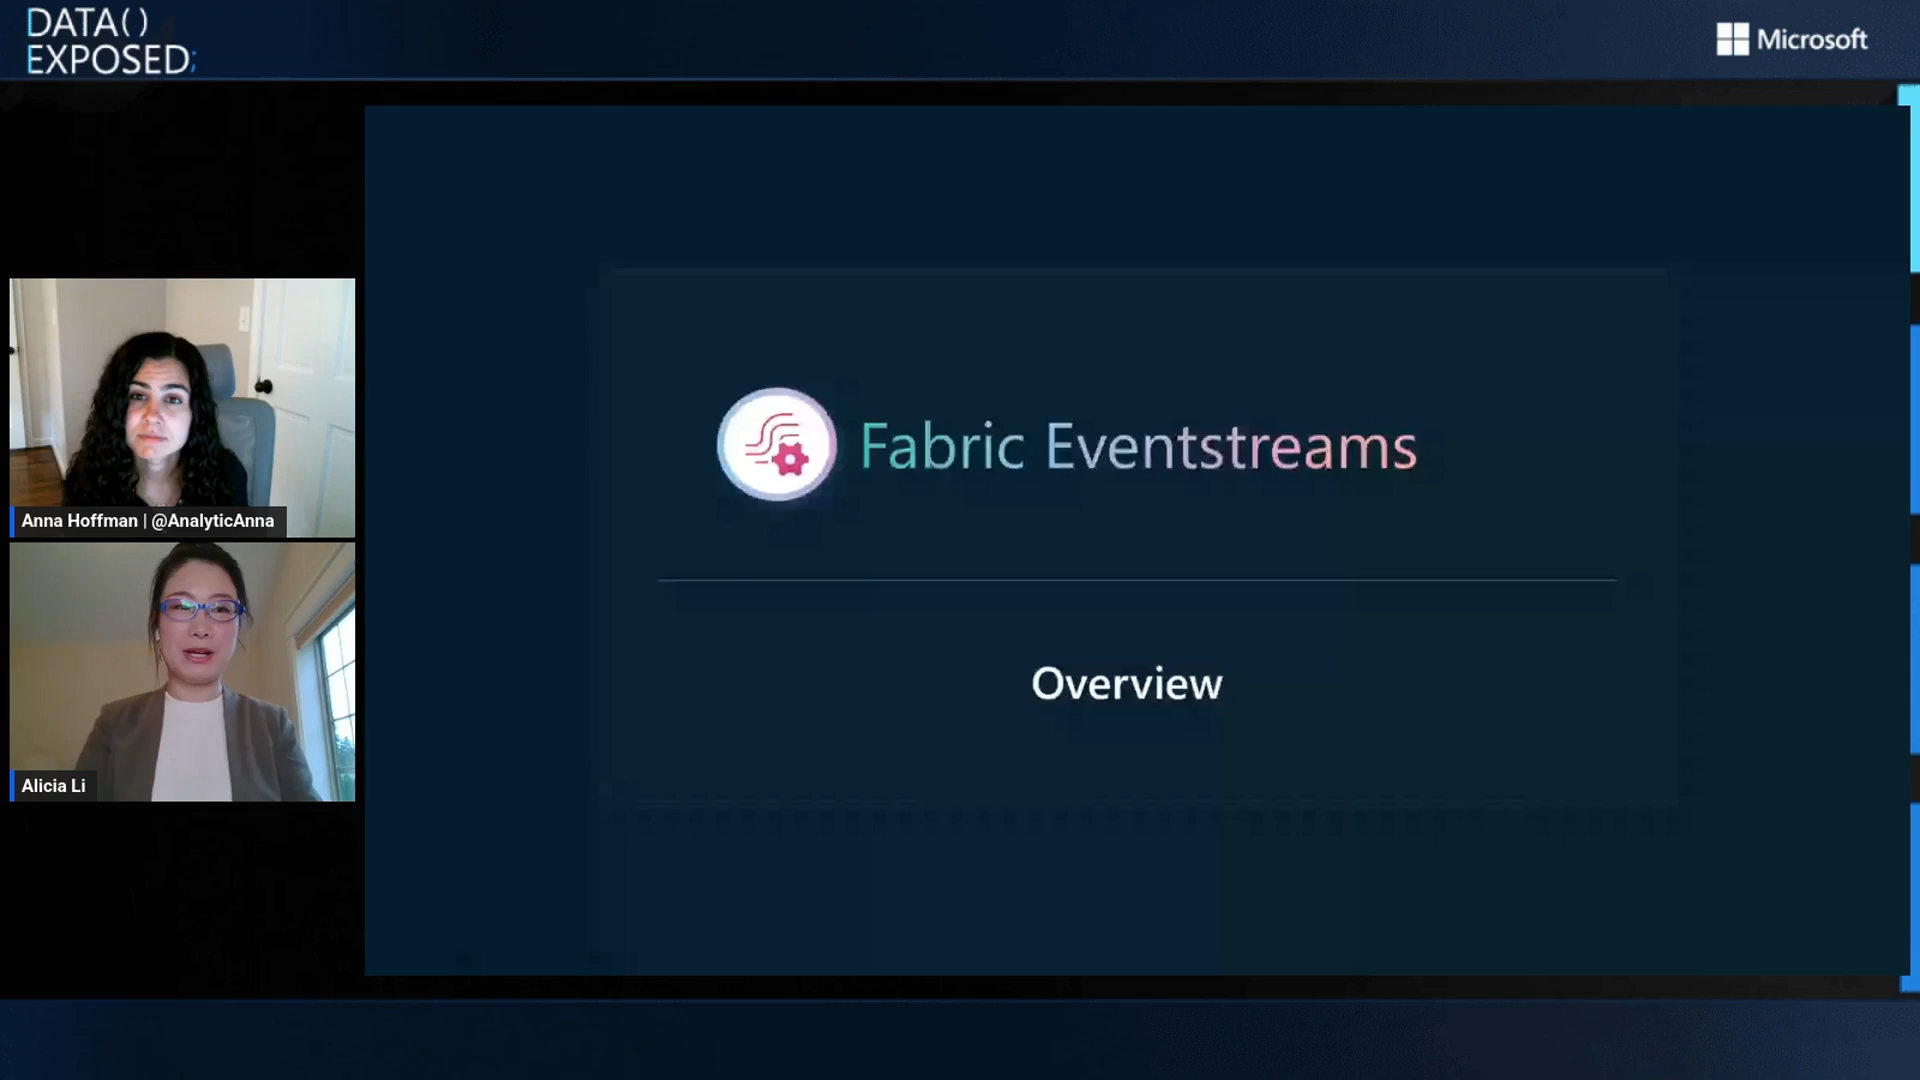 DATA()
EXPOSED;
Microsoft
Anna Hoffman | @AnalyticAnna
Alicia Li
Fabric Eventstreams
Overview